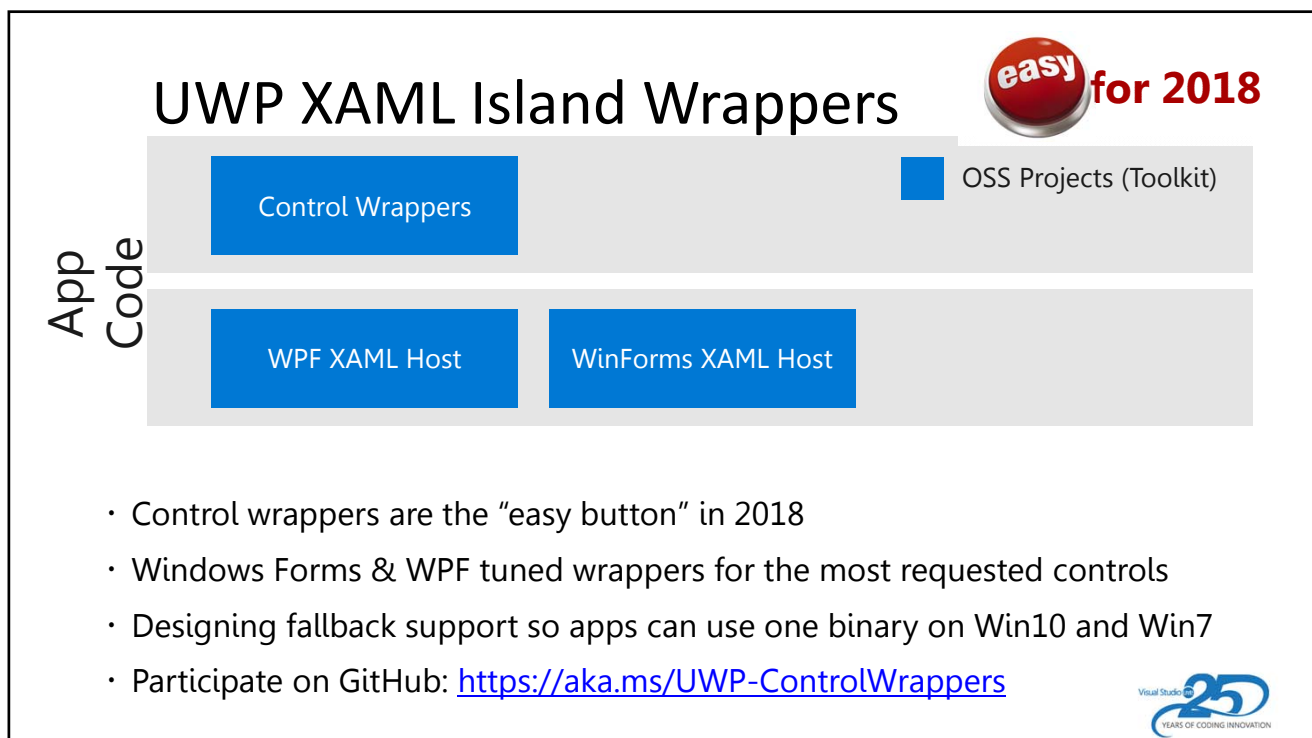 UWP XAML Island Wrappers
easy
for 2018
OSS Projects (Toolkit)
Control Wrappers
App
Code
WPF XAML Host
WinForms XAML Host
· Control wrappers are the “easy button” in 2018
· Windows Forms & WPF tuned wrappers for the most requested controls
· Designing fallback support so apps can use one binary on Win10 and Win7
· Participate on GitHub: https://aka.ms/UWP-ControlWrappers
Visual Studio
25
YEARS OF CODING INNOVATION